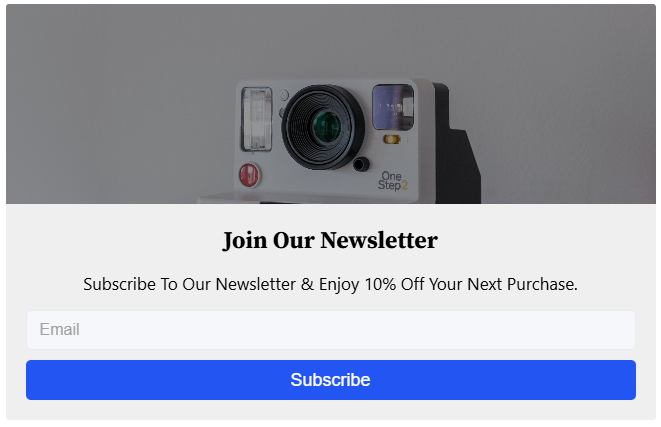 One
Step2
Join Our Newsletter
Subscribe To Our Newsletter & Enjoy 10% Off Your Next Purchase.
Email
Subscribe